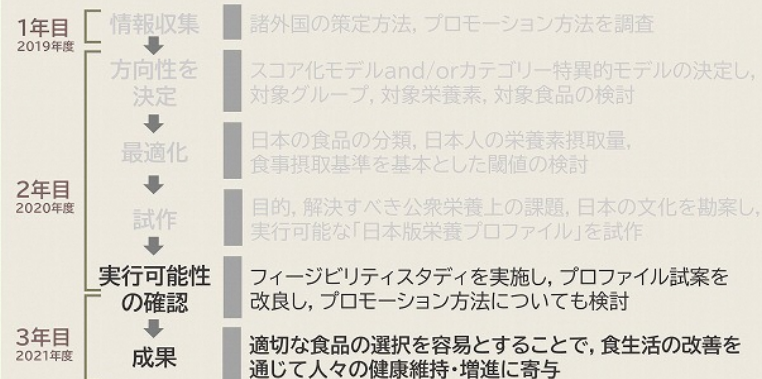 1年目
2019年度
情報収集
諸外国の策定方法, プロモーション方法を調査
2年目
2020年度
方向性を
決定
スコア化モデルand/orカテゴリー特異的モデルの決定し,
対象グループ, 対象栄養素, 対象食品の検討
最適化
日本の食品の分類, 日本人の栄養素摂取量,
食事摂取基準を基本とした閾値の検討
試作
目的, 解決すべき公衆栄養上の課題, 日本の文化を勘案し,
実行可能な「日本版栄養プロファイル」を試作
実行可能性
の確認
フィージビリティスタディを実施し, プロファイル試案を
改良し, プロモーション方法についても検討
3年目
2021年度
成果
適切な食品の選択を容易とすることで, 食生活の改善を
通じて人々の健康維持・増進に寄与